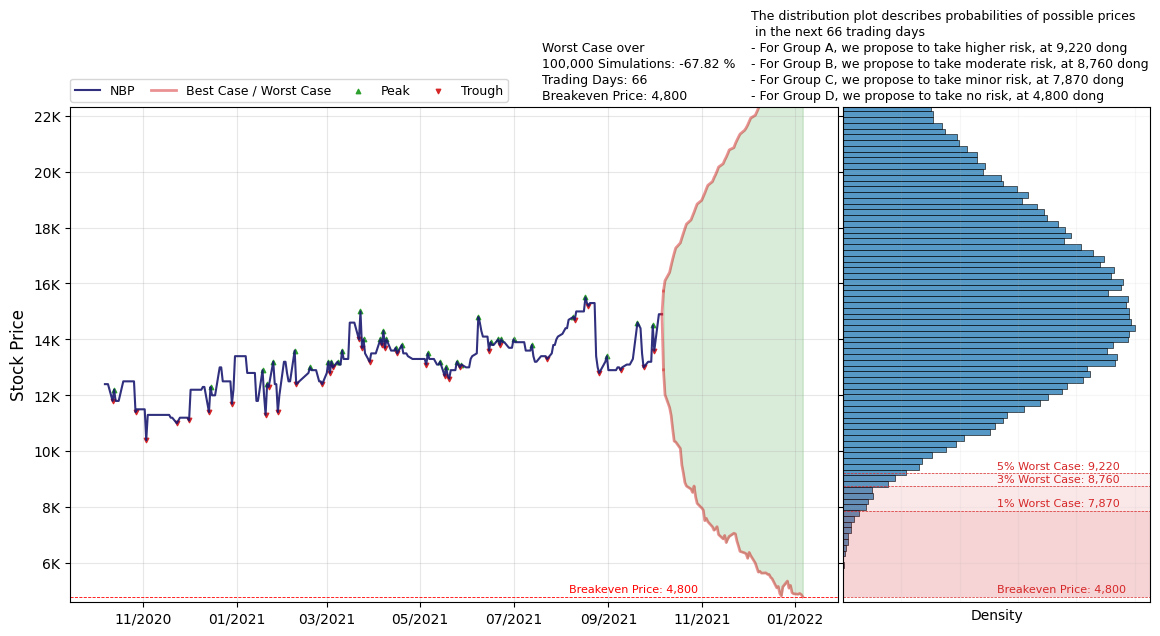 The distribution plot describes probabilities of possible prices
in the next 66 trading days
- For Group A, we propose to take higher risk, at 9,220 dong
- For Group B, we propose to take moderate risk, at 8,760 dong
- For Group C, we propose to take minor risk, at 7,870 dong
- For Group D, we propose to take no risk, at 4,800 dong
Worst Case over
100,000 Simulations: -67.82 %
Trading Days: 66
Breakeven Price: 4,800
NBP
Best Case / Worst Case
Peak
Trough
Stock Price
22K
20K
18K
16K
14K
12K
10K
8K
6K
Breakeven Price: 4,800
11/2020
01/2021
03/2021
05/2021
07/2021
09/2021
11/2021
01/2022
5% Worst Case: 9,220
3% Worst Case: 8,760
1% Worst Case: 7,870
Breakeven Price: 4,800
Density